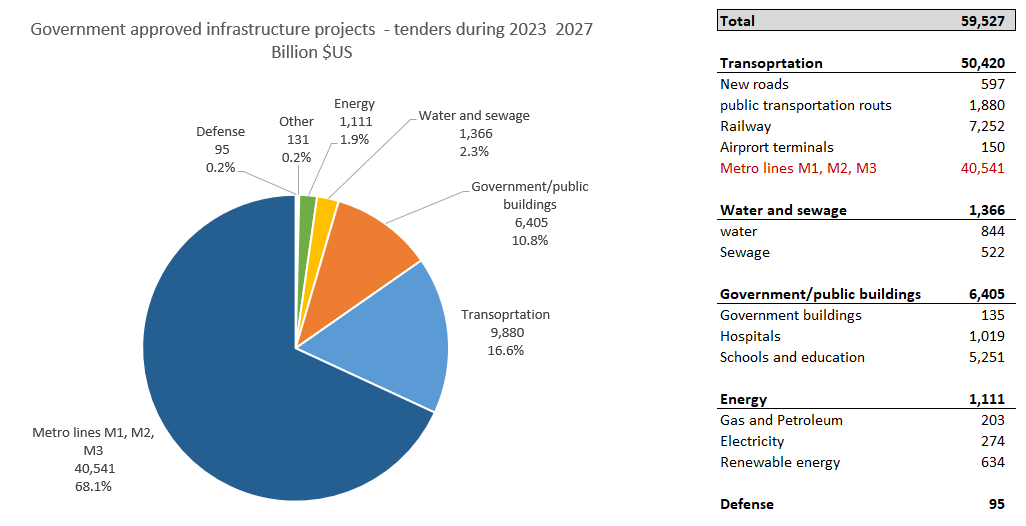 Government approved infrastructure projects - tenders during 2023 2027
Billion $US
Defense
95
0.2%
Other
131
0.2%
Energy
1,111
1.9%
Water and sewage
1,366
2.3%
Government/public
buildings
6,405
10.8%
Transoprtation
9,880
16.6%
Metro lines M1, M2,
M3
40,541
68.1%
Total 59,527
Transoprtation 50,420
New roads 597
public transportation routs 1,880
Railway 7,252
Airprort terminals 150
Metro lines M1, M2, M3 40,541
Water and sewage 1,366
water 844
Sewage 522
Government/public buildings 6,405
Government buildings 135
Hospitals 1,019
Schools and education 5,251
Energy 1,111
Gas and Petroleum 203
Electricity 274
Renewable energy 634
Defense 95